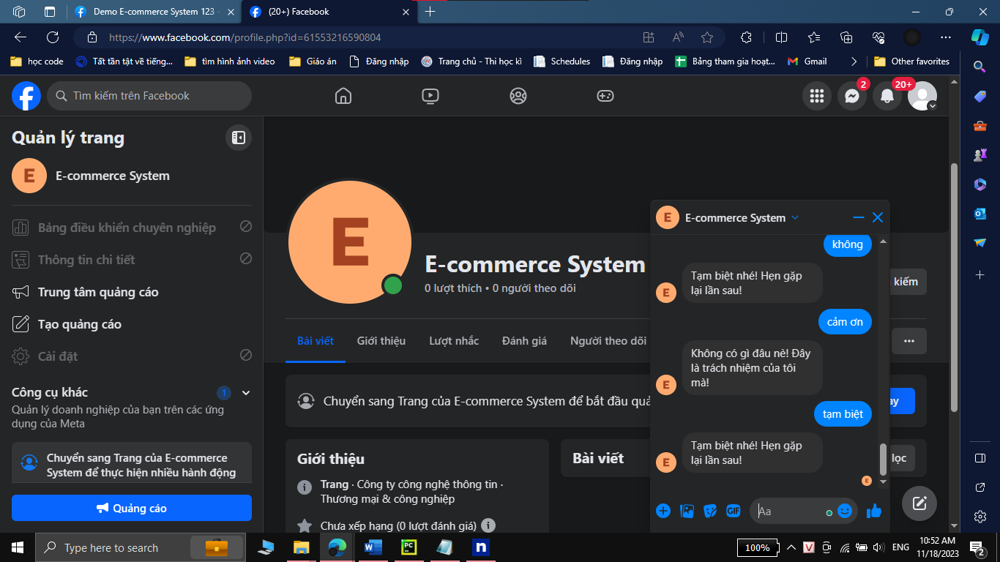 Demo E-commerce System 123 -
(20+) Facebook
https://www.facebook.com/profile.php?id=61553216590804
học code
Tất tần tật về tiếng...
tìm hình ảnh video
Giáo án
Đăng nhập
Trang chủ - Thi học kì
Schedules
Đăng nhập
Bảng tham gia hoạt...
Gmail
Other favorites
Tìm kiếm trên Facebook
2
20+
Quản lý trang
E
E-commerce System
Bảng điều khiển chuyên nghiệp
Thông tin chi tiết
Trung tâm quảng cáo
Tạo quảng cáo
Cài đặt
Công cụ khác
1
Quản lý doanh nghiệp của bạn trên các ứng
dụng của Meta
Chuyển sang Trang của E-commerce
System để thực hiện nhiều hành động
Quảng cáo
E
E-commerce System
0 lượt thích • 0 người theo dõi
kiếm
Bài viết
Giới thiệu
Lượt nhắc
Đánh giá
Người theo dõi
Chuyển sang Trang của E-commerce System để bắt đầu quả
ay
Giới thiệu
Trang · Công ty công nghệ thông tin ·
Thương mại & công nghiệp
Chưa xếp hạng (0 lượt đánh giá)
Bài viết
lọc
E
E-commerce System
không
Tạm biệt nhé! Hẹn gặp
lại lần sau!
E
cảm ơn
Không có gì đâu nè! Đây
là trách nhiệm của tôi
mà!
E
tạm biệt
Tạm biệt nhé! Hẹn gặp
lại lần sau!
E
E
GIF
Aa
Type here to search
W
PC
n
100%
V
ENG
10:52 AM
11/18/2023
2